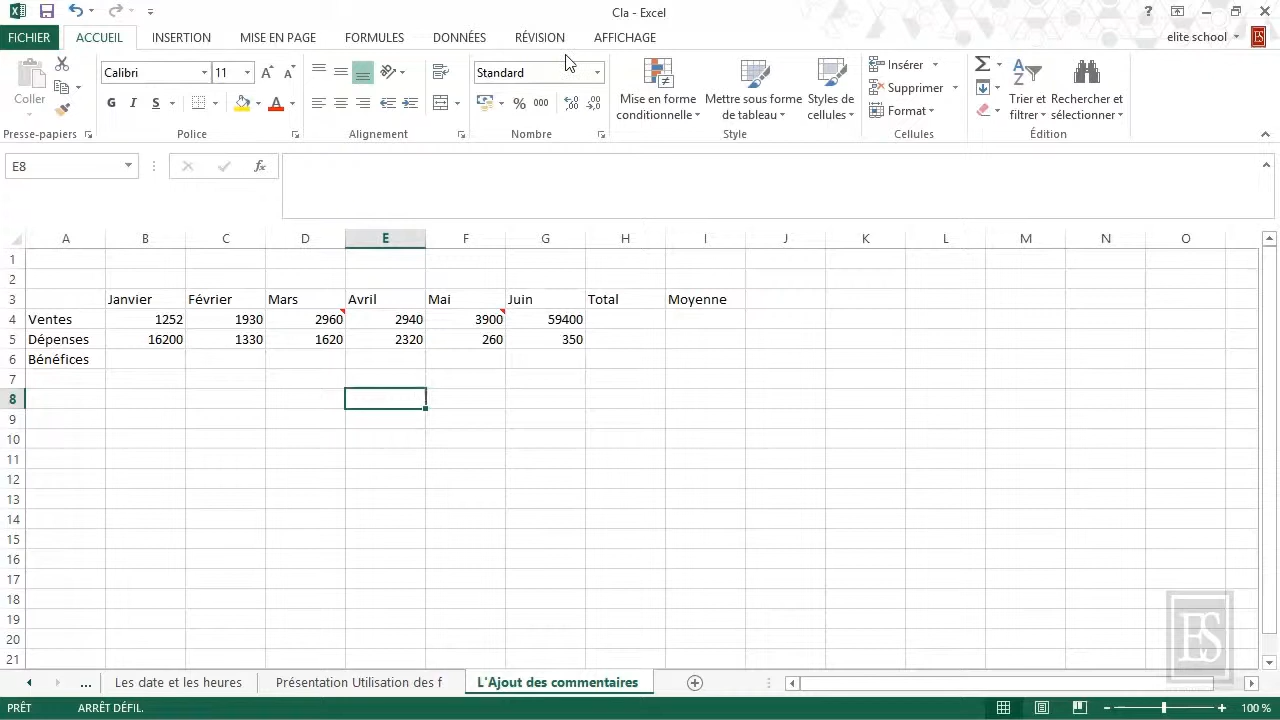 Cla - Excel
FICHIER ACCUEIL INSERTION MISE EN PAGE FORMULES DONNÉES RÉVISION AFFICHAGE elite school
Coller
Calibri 11
G I S
Standard
% 000
Mise en forme conditionnelle
Mettre sous forme de tableau
Styles de cellules
Insérer
Supprimer
Format
Trier et filtrer
Rechercher et sélectionner
Presse-papiers Police Alignement Nombre Style Cellules Édition
E8 fx
A B C D E F G H I J K L M N O
1
2
3 Janvier Février Mars Avril Mai Juin Total Moyenne
4 Ventes 1252 1930 2960 2940 3900 59400
5 Dépenses 16200 1330 1620 2320 260 350
6 Bénéfices
7
8
9
10
11
12
13
14
15
16
17
18
19
20
21
... Les date et les heures Présentation Utilisation des f L'Ajout des commentaires
PRÊT ARRÊT DÉFIL. 100 %